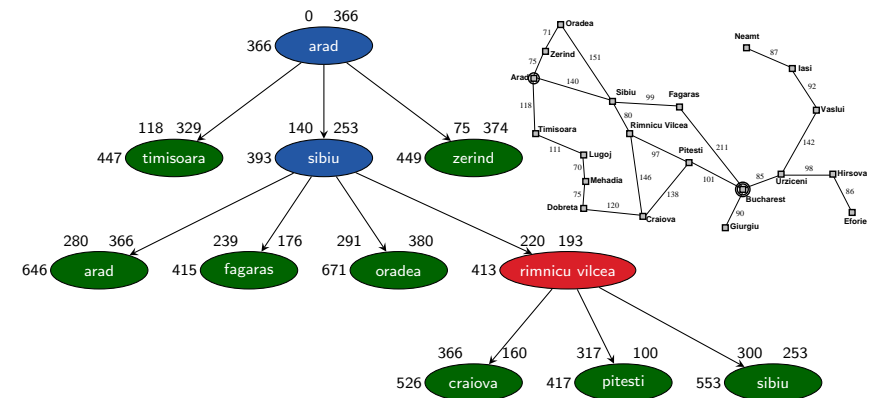 0 366
366 arad
118 329
447 timisoara
140 253
393 sibiu
75 374
449 zerind
280 366
646 arad
239 176
415 fagaras
291 380
671 oradea
220 193
413 rimnicu vilcea
366 160
526 craiova
317 100
417 pitesti
300 253
553 sibiu
Oradea
71
Zerind
75
151
Arad
140
118
Sibiu
99
Fagaras
80
Timisoara
Rimnicu Vilcea
111
Lugoj
97
Pitesti
211
70
Mehadia
146
138
101
75
Dobreta
120
Craiova
Neamt
87
Iasi
92
Vaslui
142
Urziceni
98
Hirsova
85
Bucharest
86
90
Giurgiu
Eforie